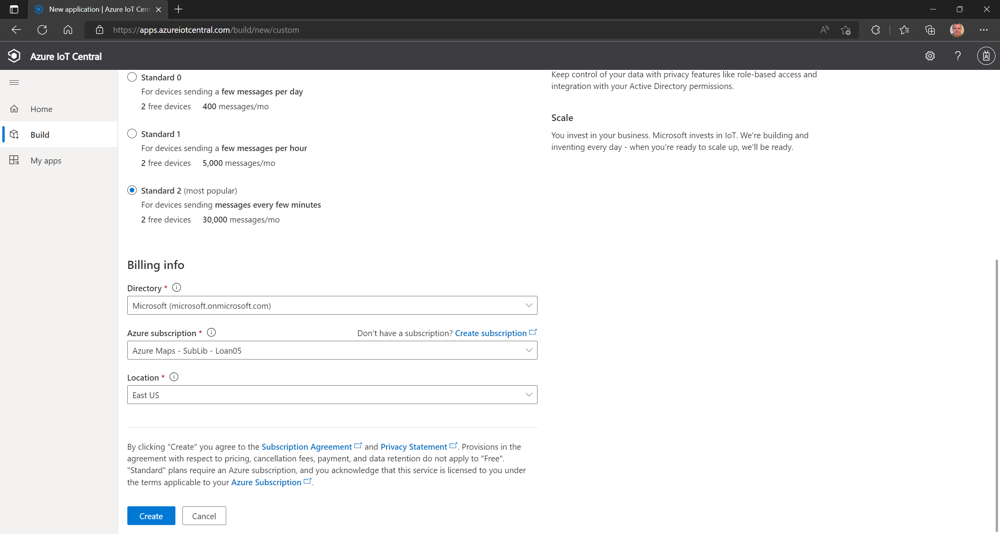 New application | Azure IoT Cent
https://apps.azureiotcentral.com/build/new/custom
Azure IoT Central
Home
Build
My apps
Standard 0
For devices sending a few messages per day
2 free devices 400 messages/mo
Standard 1
For devices sending a few messages per hour
2 free devices 5,000 messages/mo
Standard 2 (most popular)
For devices sending messages every few minutes
2 free devices 30,000 messages/mo
Keep control of your data with privacy features like role-based access and
integration with your Active Directory permissions.
Scale
You invest in your business. Microsoft invests in IoT. We're building and
inventing every day - when you're ready to scale up, we'll be ready.
Billing info
Directory *
Microsoft (microsoft.onmicrosoft.com)
Azure subscription *
Don't have a subscription? Create subscription
Azure Maps - SubLib - Loan05
Location *
East US
By clicking "Create" you agree to the Subscription Agreement and Privacy Statement. Provisions in the
agreement with respect to pricing, cancellation fees, payment, and data retention do not apply to "Free".
"Standard" plans require an Azure subscription, and you acknowledge that this service is licensed to you under
the terms applicable to your Azure Subscription.
Create
Cancel